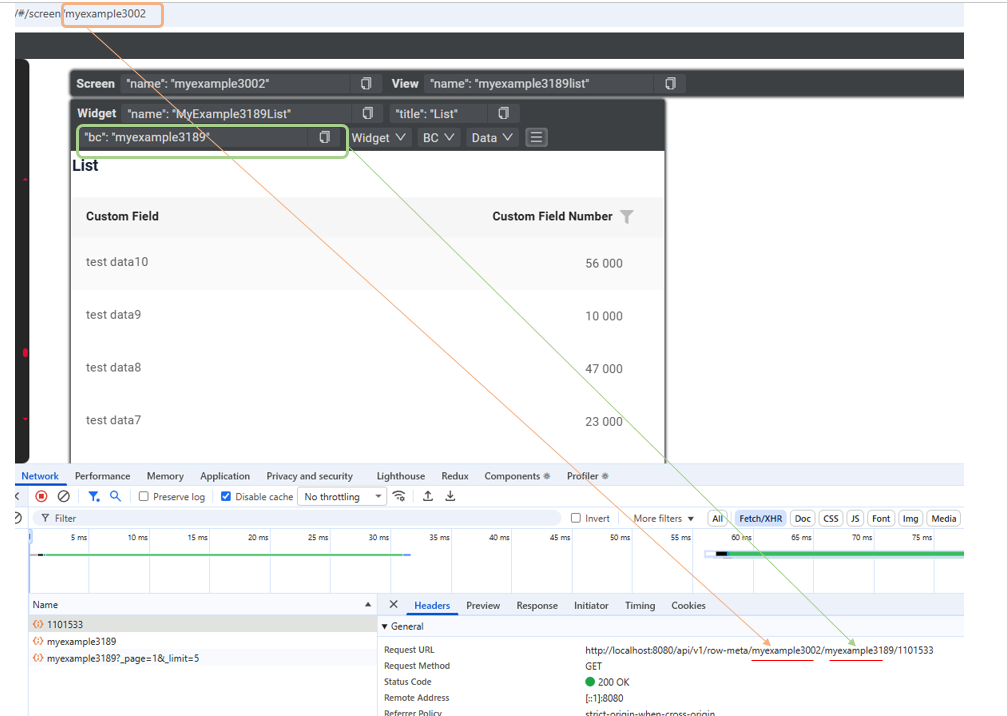 /#/screen/myexample3002
Screen "name": "myexample3002" View "name": "myexample3189list"
Widget "name": "MyExample3189List" "title": "List"
"bc": "myexample3189" Widget BC Data
List
Custom Field Custom Field Number
test data10 56 000
test data9 10 000
test data8 47 000
test data7 23 000
Network Performance Memory Application Privacy and security Lighthouse Redux Components Profiler
Preserve log Disable cache No throttling
Filter Invert More filters All Fetch/XHR Doc CSS JS Font Img Media
5 ms 10 ms 15 ms 20 ms 25 ms 30 ms 35 ms 40 ms 45 ms 50 ms 55 ms 60 ms 65 ms 70 ms 75 ms
Name Headers Preview Response Initiator Timing Cookies
1101533 General
myexample3189 Request URL http://localhost:8080/api/v1/row-meta/myexample3002/myexample3189/1101533
myexample3189?_page=1&_limit=5 Request Method GET
Status Code 200 OK
Remote Address [::1]:8080
Referrer Policy strict-origin-when-cross-origin